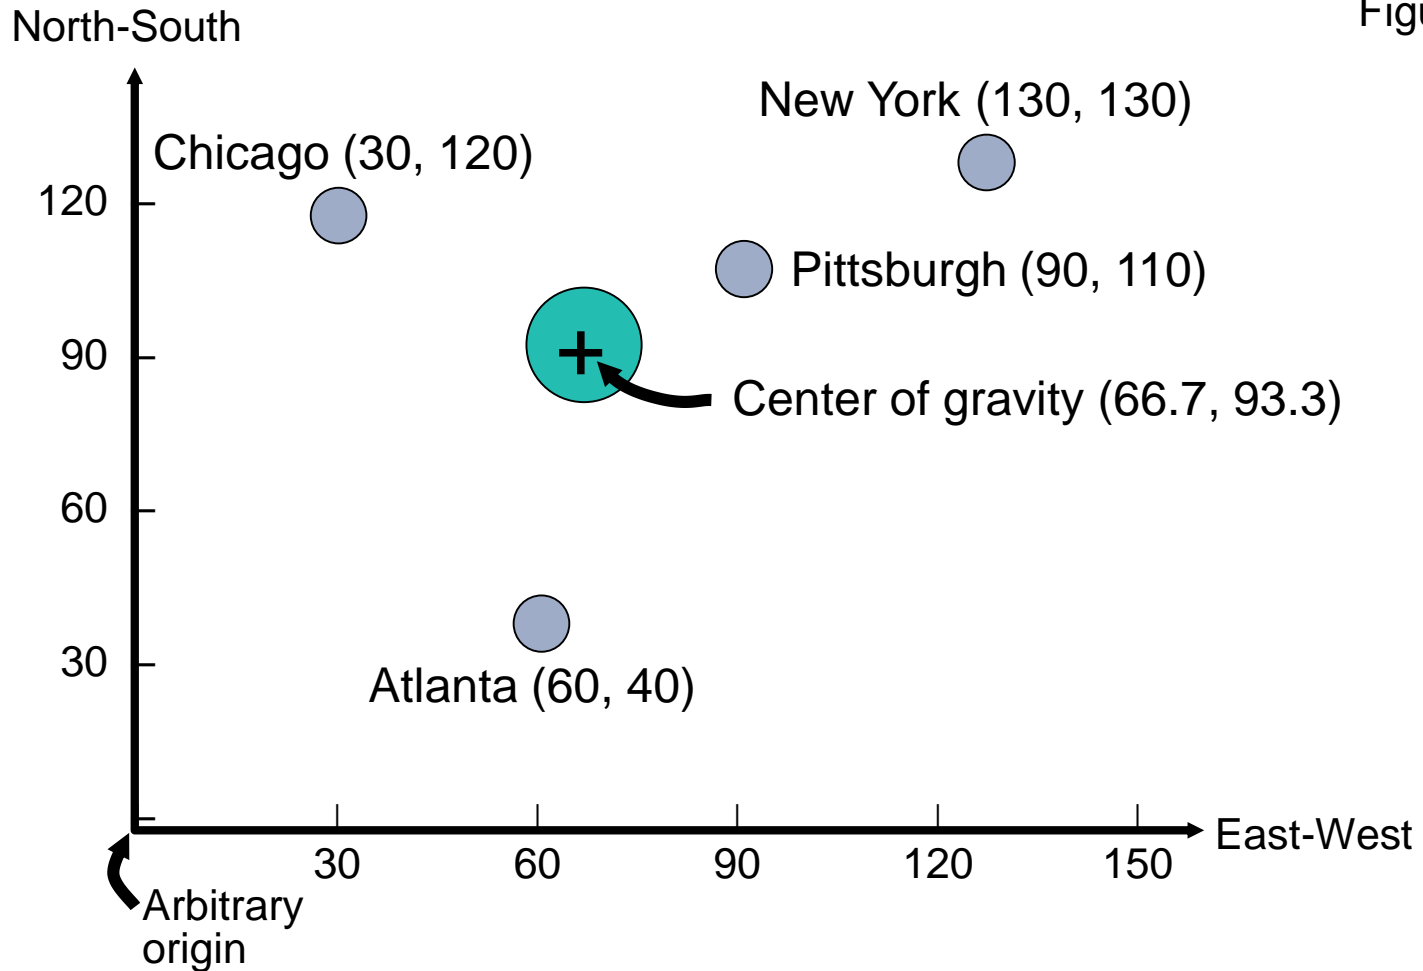 North-South
New York (130, 130)
Chicago (30, 120)
120
Pittsburgh (90, 110)
90
Center of gravity (66.7, 93.3)
60
30
Atlanta (60, 40)
East-West
30 60 90 120 150
Arbitrary
origin